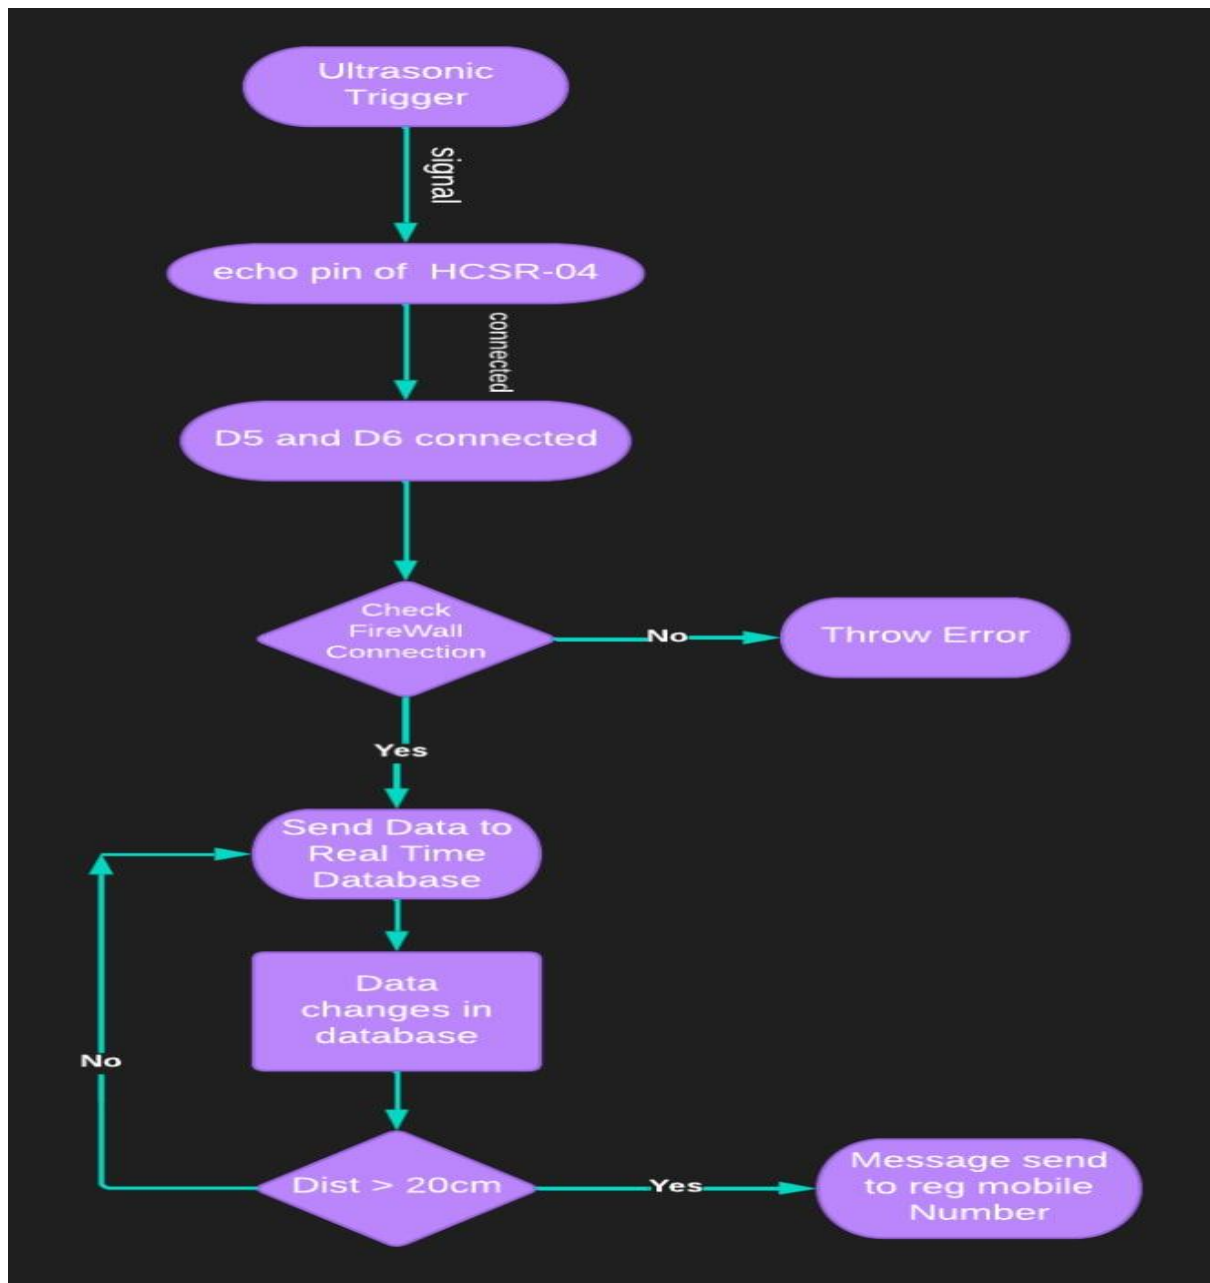 Ultrasonic
Trigger
signal
echo pin of HCSR-04
connected
D5 and D6 connected
Check
FireWall
Connection
No
Throw Error
Yes
Send Data to
Real Time
Database
Data
changes in
database
No
Dist > 20cm
Yes
Message send
to reg mobile
Number